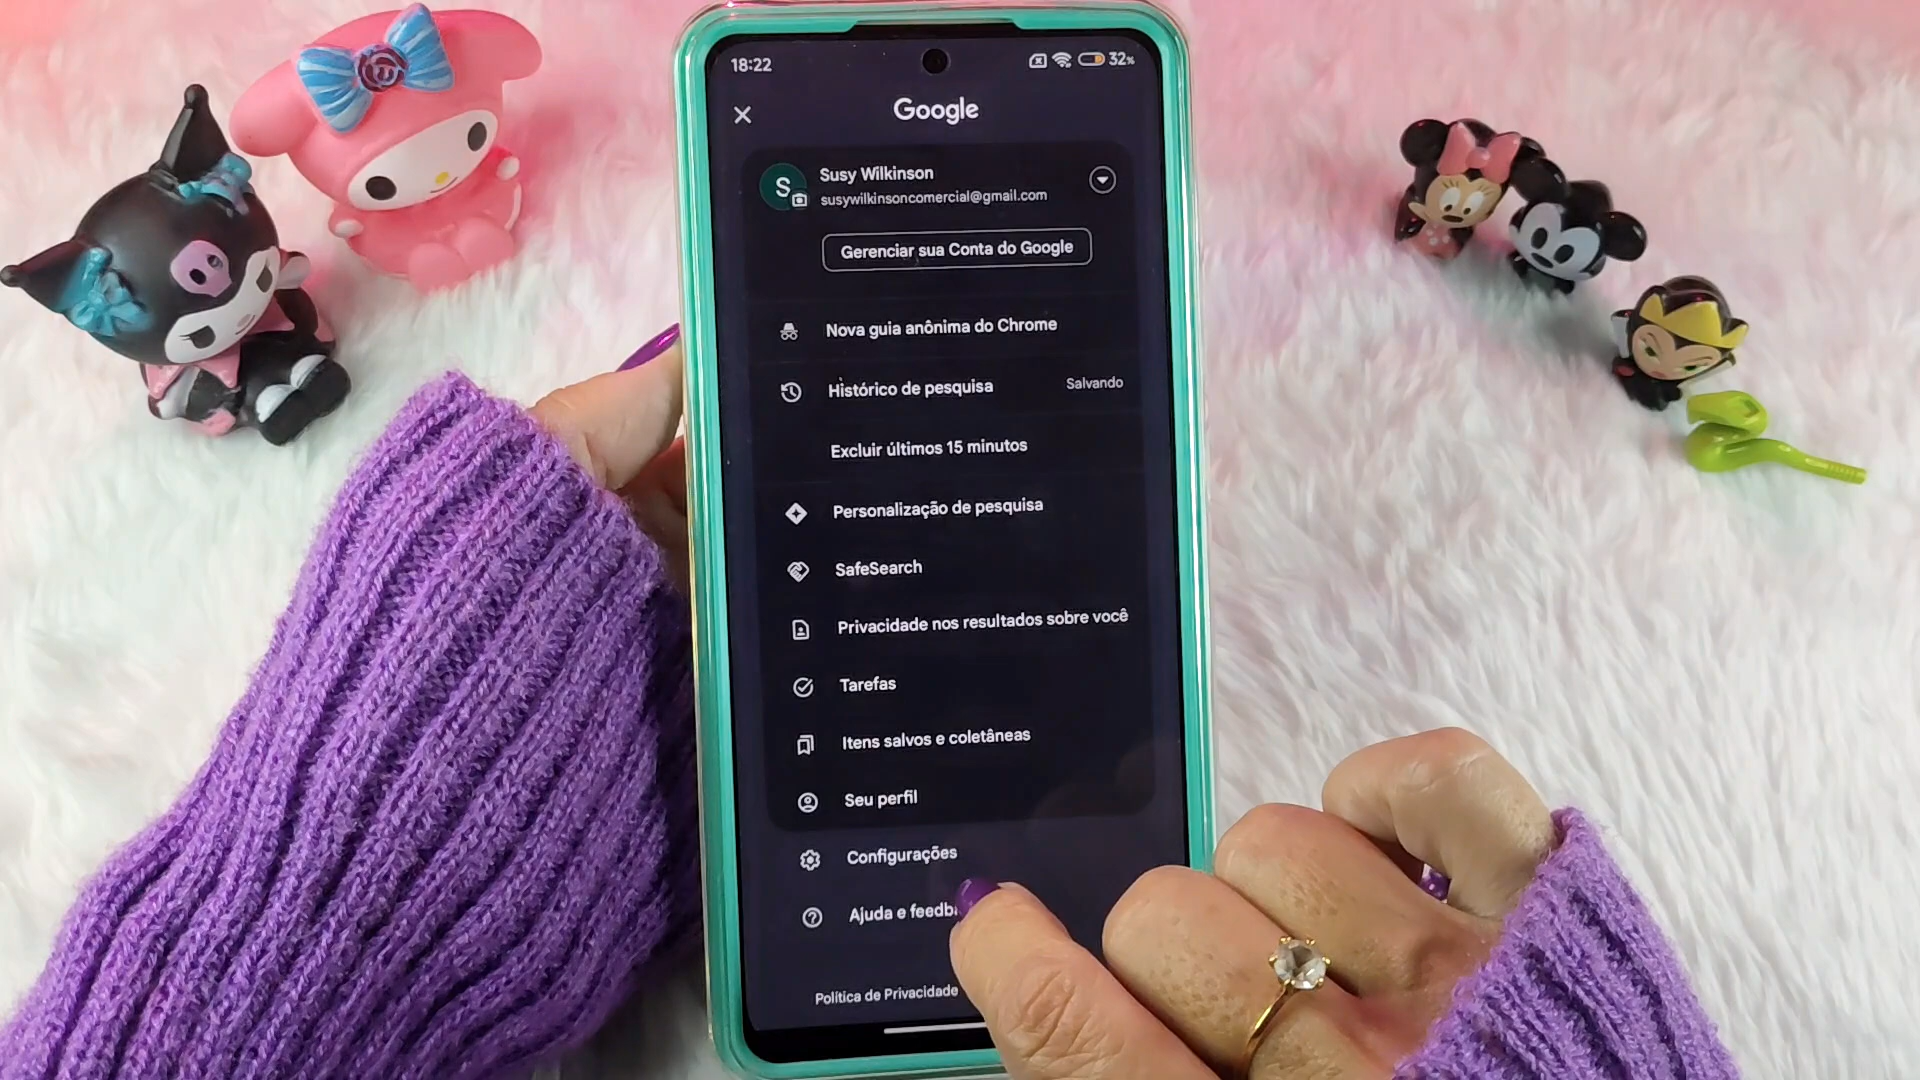 18:22
32%
Google
S
Susy Wilkinson
susywilkinsoncomercial@gmail.com
Gerenciar sua Conta do Google
Nova guia anônima do Chrome
Histórico de pesquisa
Salvando
Excluir últimos 15 minutos
Personalização de pesquisa
SafeSearch
Privacidade nos resultados sobre você
Tarefas
Itens salvos e coletâneas
Seu perfil
Configurações
Ajuda e feedb
Política de Privacidade